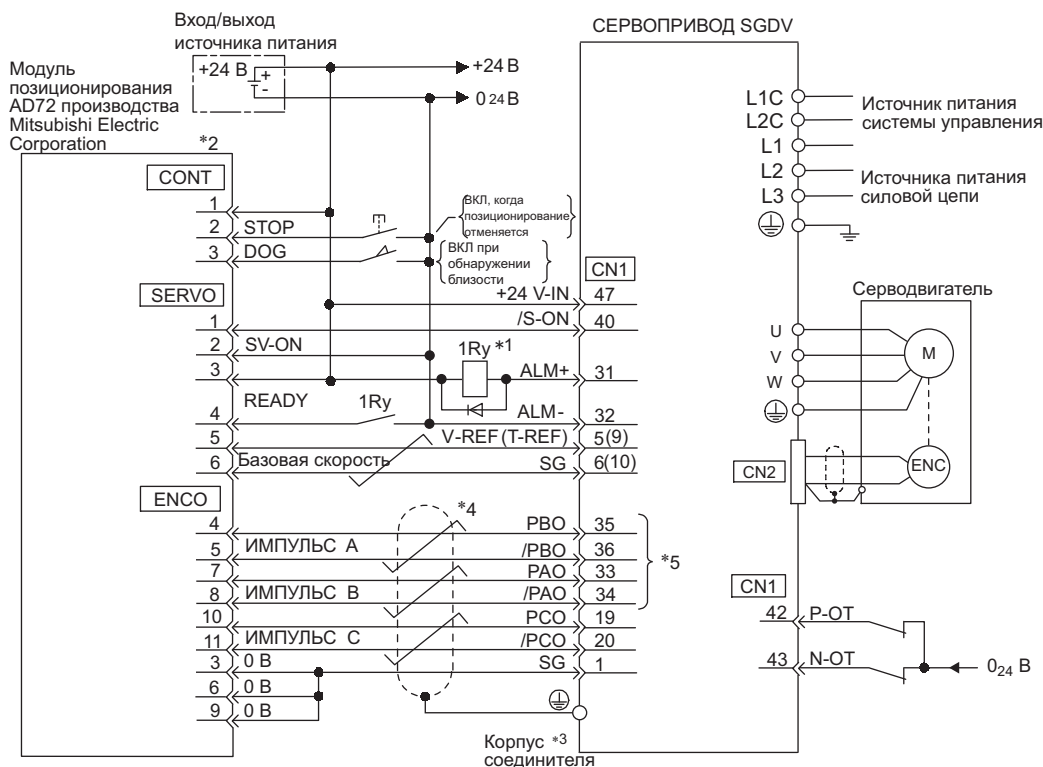 Вход/выход
источника питания
+24 В
+
-
+24 В
0 24 В
Модуль
позиционирования
AD72 производства
Mitsubishi Electric
Corporation
*2
CONT
1
2 STOP
3 DOG
ВКЛ, когда
позиционирование
отменяется
ВКЛ при
обнаружении
близости
SERVO
1
2 SV-ON
3
READY
4
5
6 Базовая скорость
1Ry *1
1Ry
ENCO
4
5 ИМПУЛЬС A
7
8 ИМПУЛЬС B
10
11 ИМПУЛЬС C
3 0 В
6 0 В
9 0 В
*4
СЕРВОПРИВОД SGDV
CN1
+24 V-IN 47
/S-ON 40
ALM+ 31
ALM- 32
V-REF (T-REF) 5(9)
SG 6(10)
PBO 35
/PBO 36
PAO 33
/PAO 34
*5
PCO 19
/PCO 20
SG 1
Корпус *3
соединителя
L1C
L2C
Источник питания
системы управления
L1
L2
L3
Источника питания
силовой цепи
Серводвигатель
U
V
W
M
CN2
ENC
CN1
42 P-OT
43 N-OT
024 В